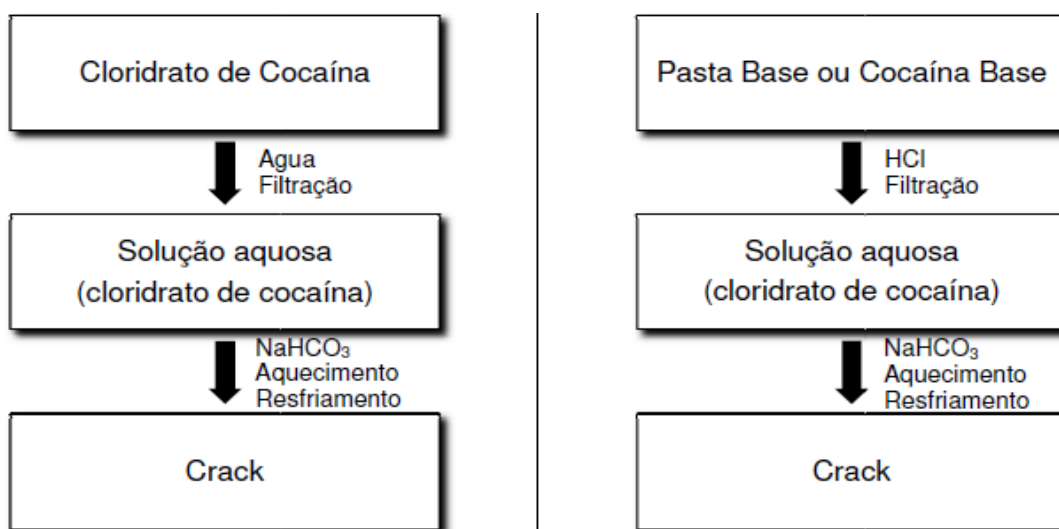 Cloridrato de Cocaína
Agua
Filtração
Solução aquosa
(cloridrato de cocaína)
NaHCO₃
Aquecimento
Resfriamento
Crack
Pasta Base ou Cocaína Base
HCl
Filtração
Solução aquosa
(cloridrato de cocaína)
NaHCO₃
Aquecimento
Resfriamento
Crack